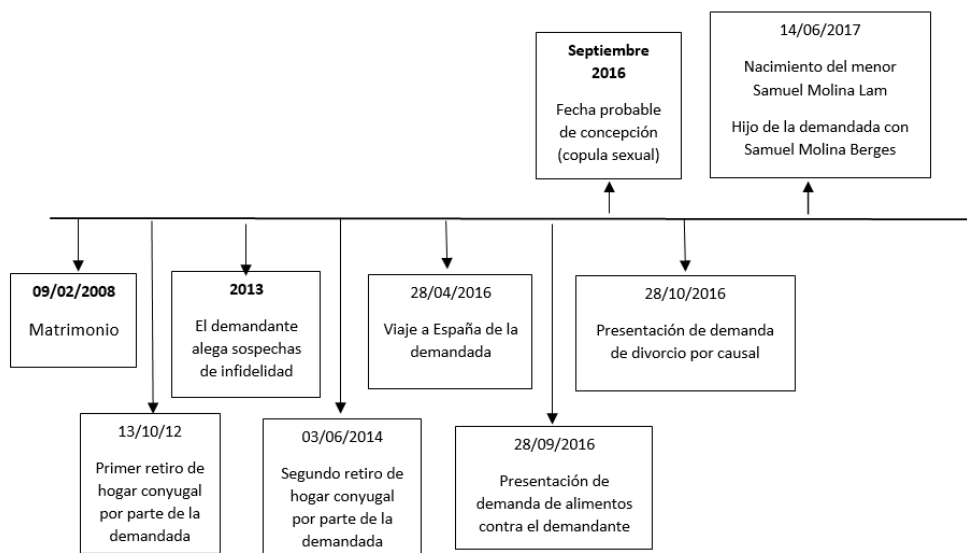 Septiembre
2016
Fecha probable
de concepción
(copula sexual)
14/06/2017
Nacimiento del menor
Samuel Molina Lam
Hijo de la demandada con
Samuel Molina Berges
09/02/2008
Matrimonio
2013
El demandante
alega sospechas
de infidelidad
28/04/2016
Viaje a España de la
demandada
28/10/2016
Presentación de demanda
de divorcio por causal
13/10/12
Primer retiro de
hogar conyugal
por parte de la
demandada
03/06/2014
Segundo retiro de
hogar conyugal
por parte de la
demandada
28/09/2016
Presentación de
demanda de alimentos
contra el demandante